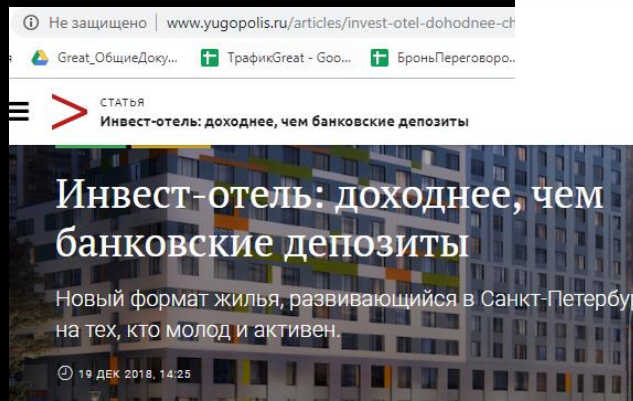 Не защищено | www.yugopolis.ru/articles/invest-otel-dohodnee-ch
Great_ОбщиеДоку... ТрафикGreat - Goo... БроньПереговоро...
СТАТЬЯ
Инвест-отель: доходнее, чем банковские депозиты
Инвест-отель: доходнее, чем
банковские депозиты
Новый формат жилья, развивающийся в Санкт-Петербу
на тех, кто молод и активен.
19 ДЕК 2018, 14:25